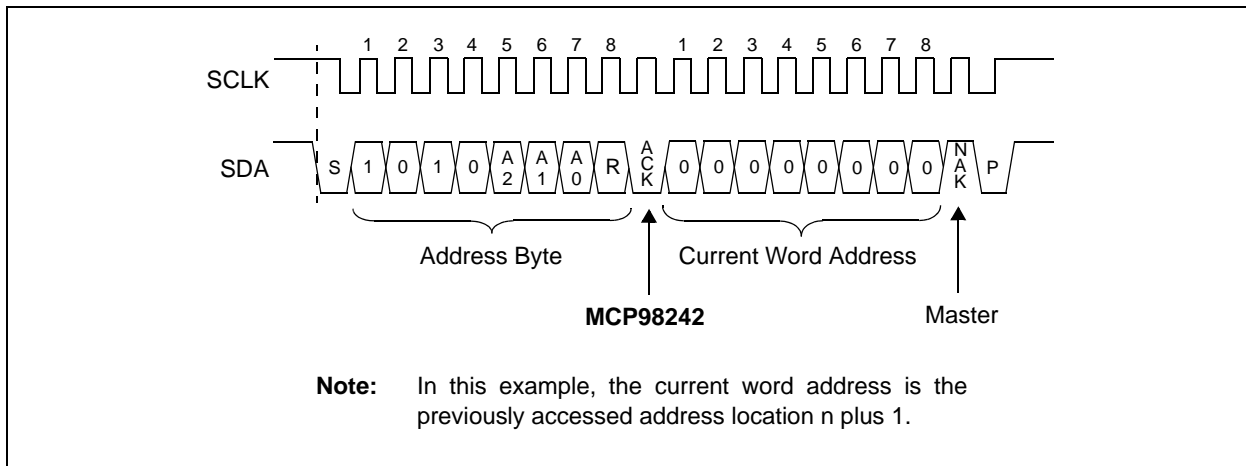 1 2 3 4 5 6 7 8 1 2 3 4 5 6 7 8
SCLK
SDA S 1 0 1 0 A2 A1 A0 R ACK 0 0 0 0 0 0 0 0 NAK P
Address Byte Current Word Address
MCP98242 Master
Note: In this example, the current word address is the
previously accessed address location n plus 1.